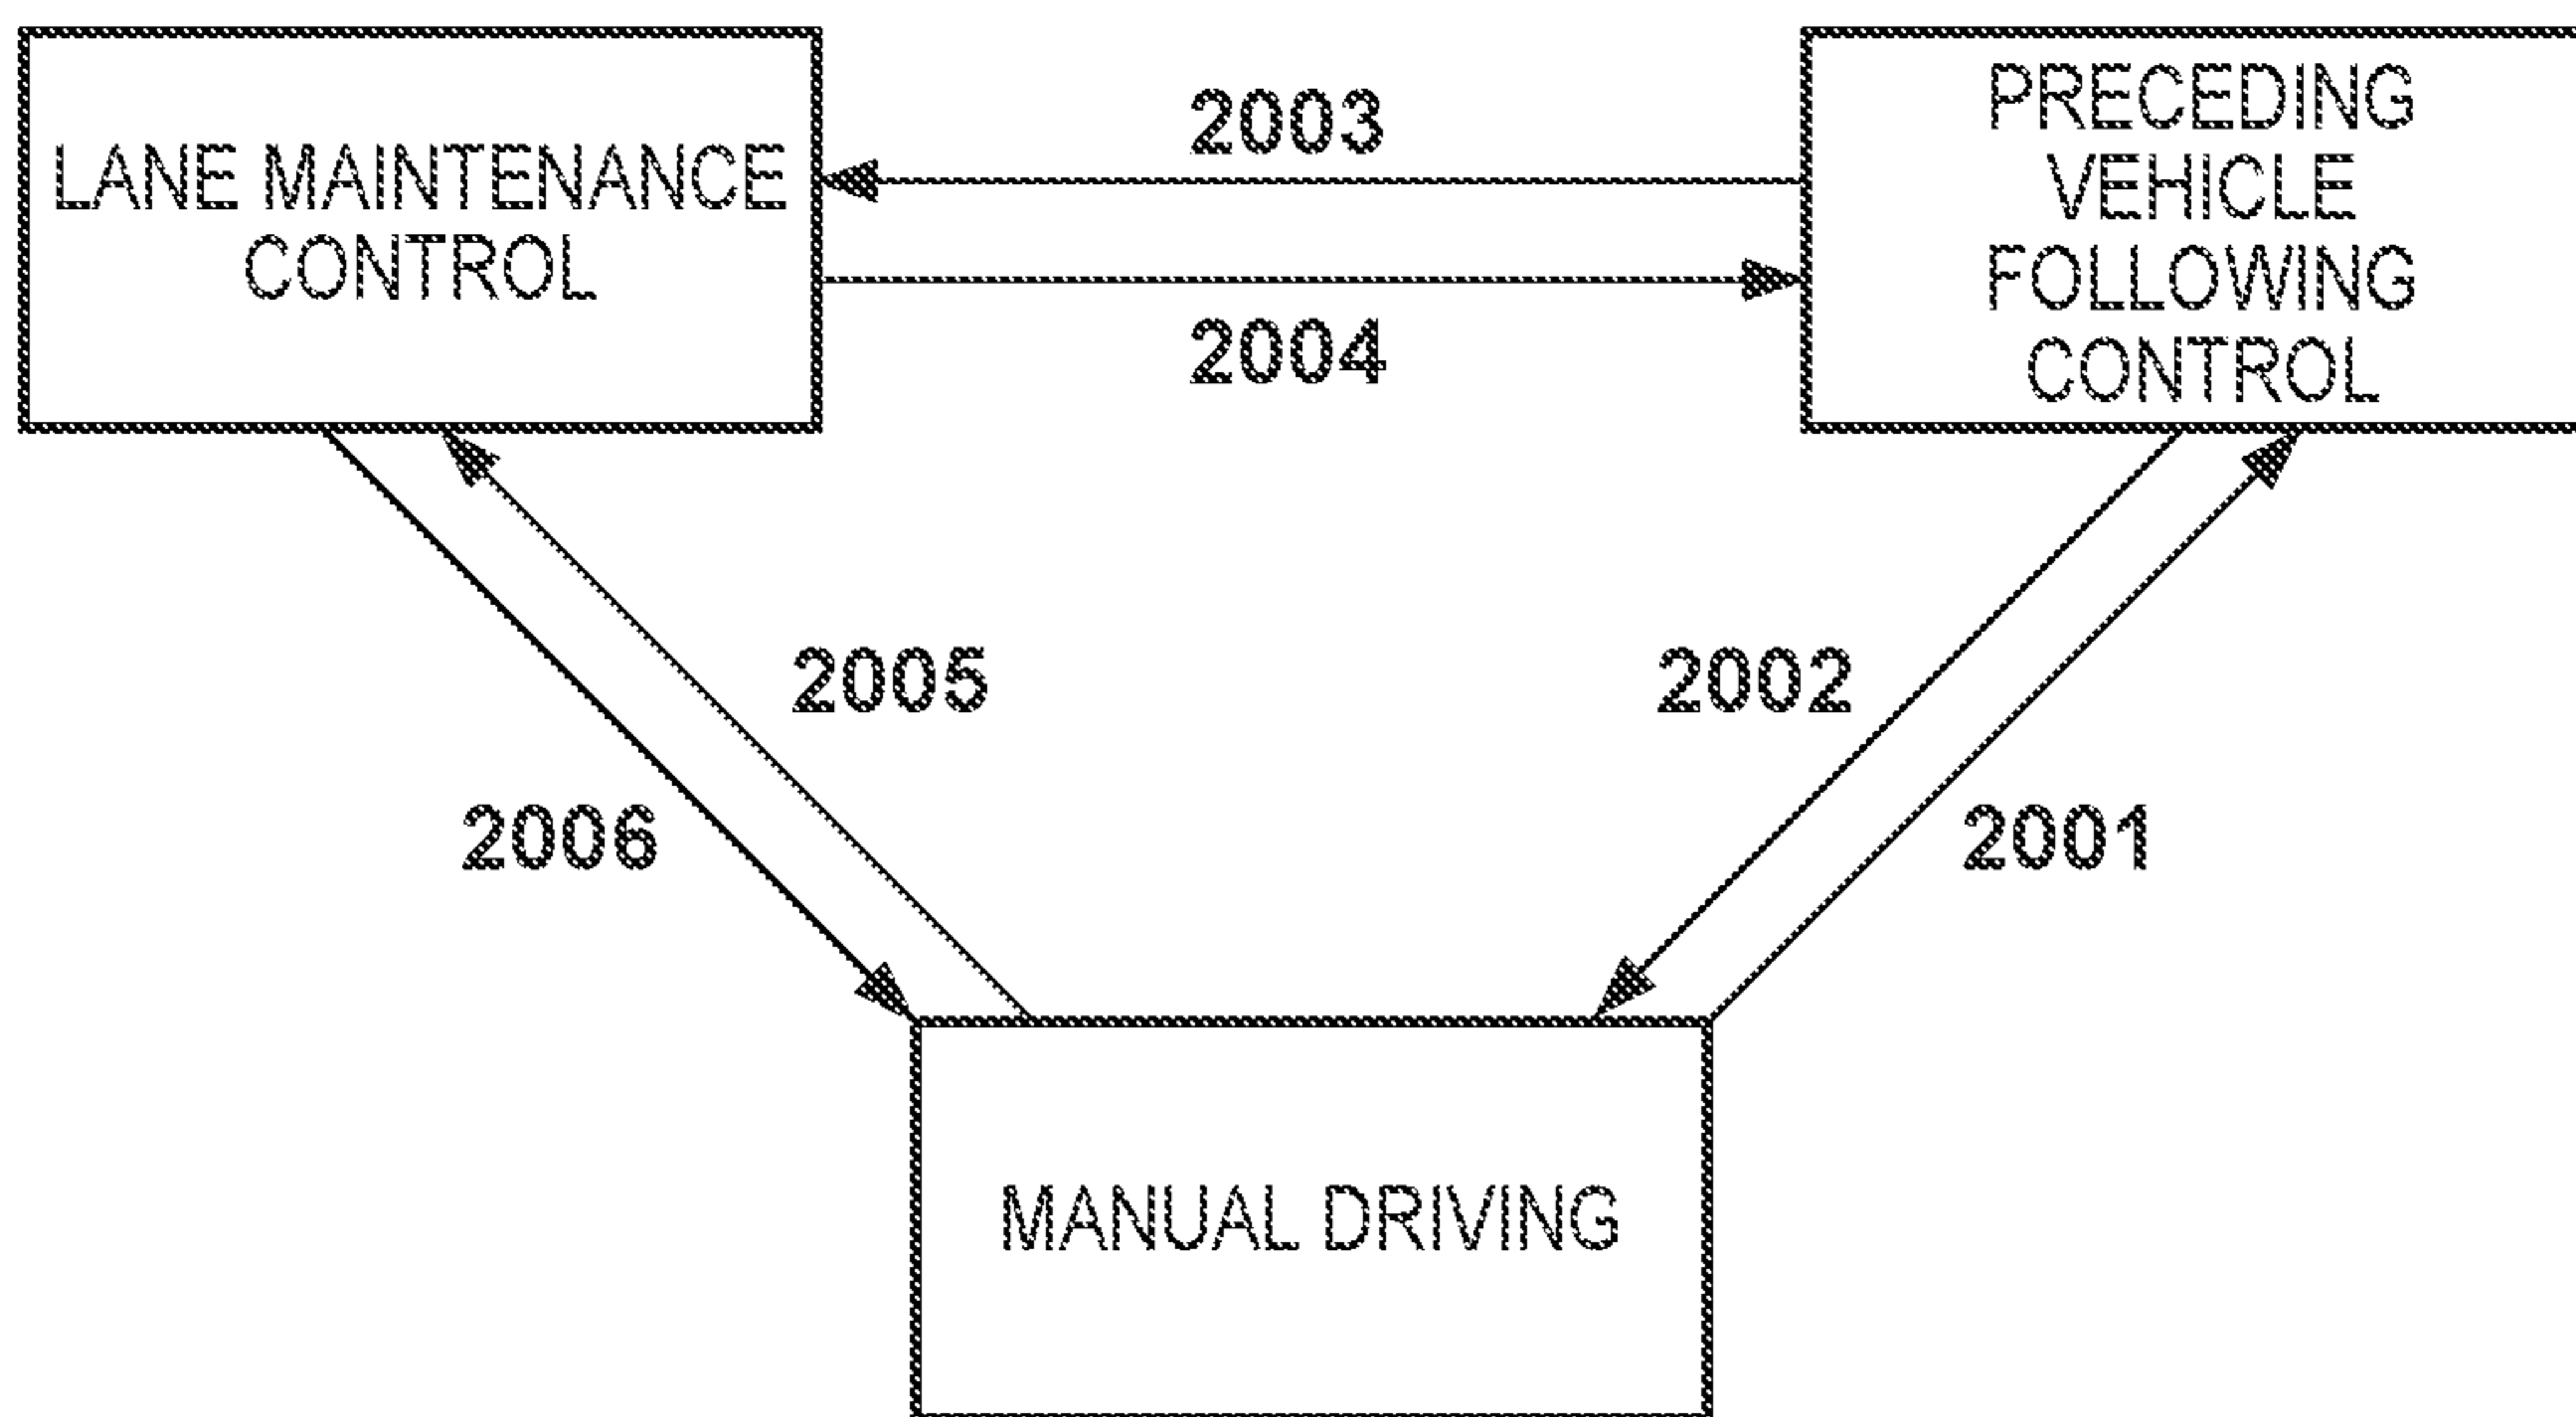 LANE MAINTENANCE
CONTROL
2003
2004
PRECEDING
VEHICLE
FOLLOWING
CONTROL
2005
2006
2002
2001
MANUAL DRIVING